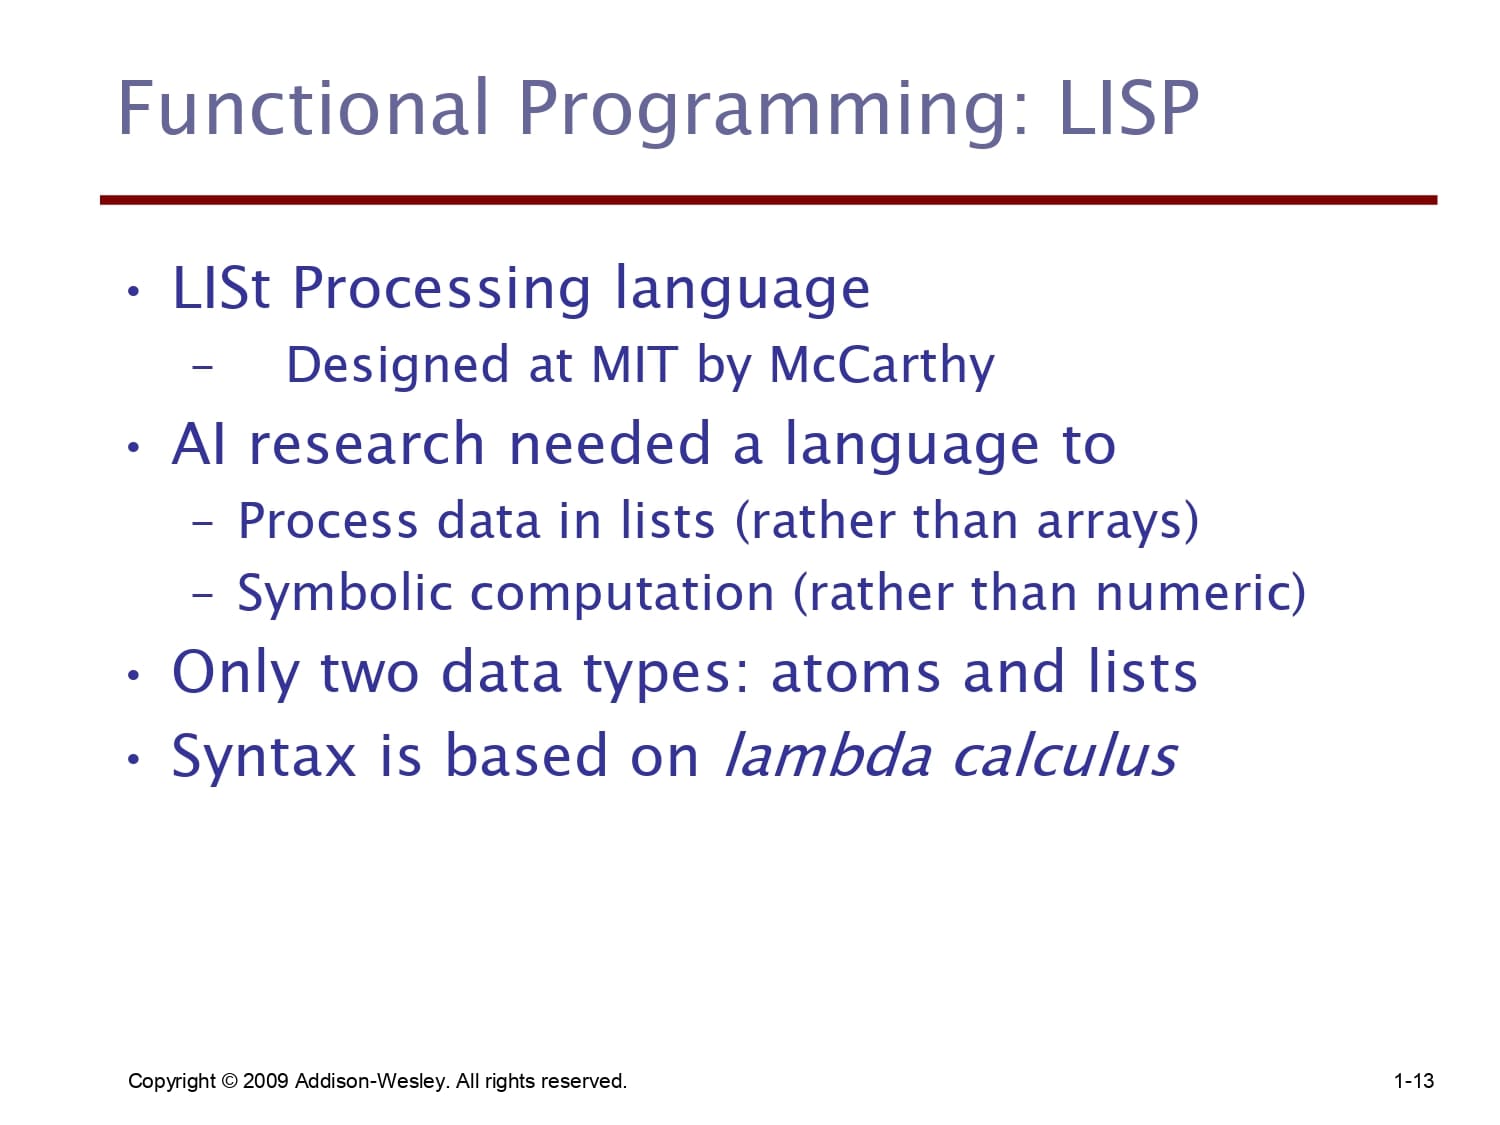 Functional Programming: LISP
• LISt Processing language
– Designed at MIT by McCarthy
• AI research needed a language to
– Process data in lists (rather than arrays)
– Symbolic computation (rather than numeric)
• Only two data types: atoms and lists
• Syntax is based on lambda calculus
Copyright © 2009 Addison-Wesley. All rights reserved. 1-13